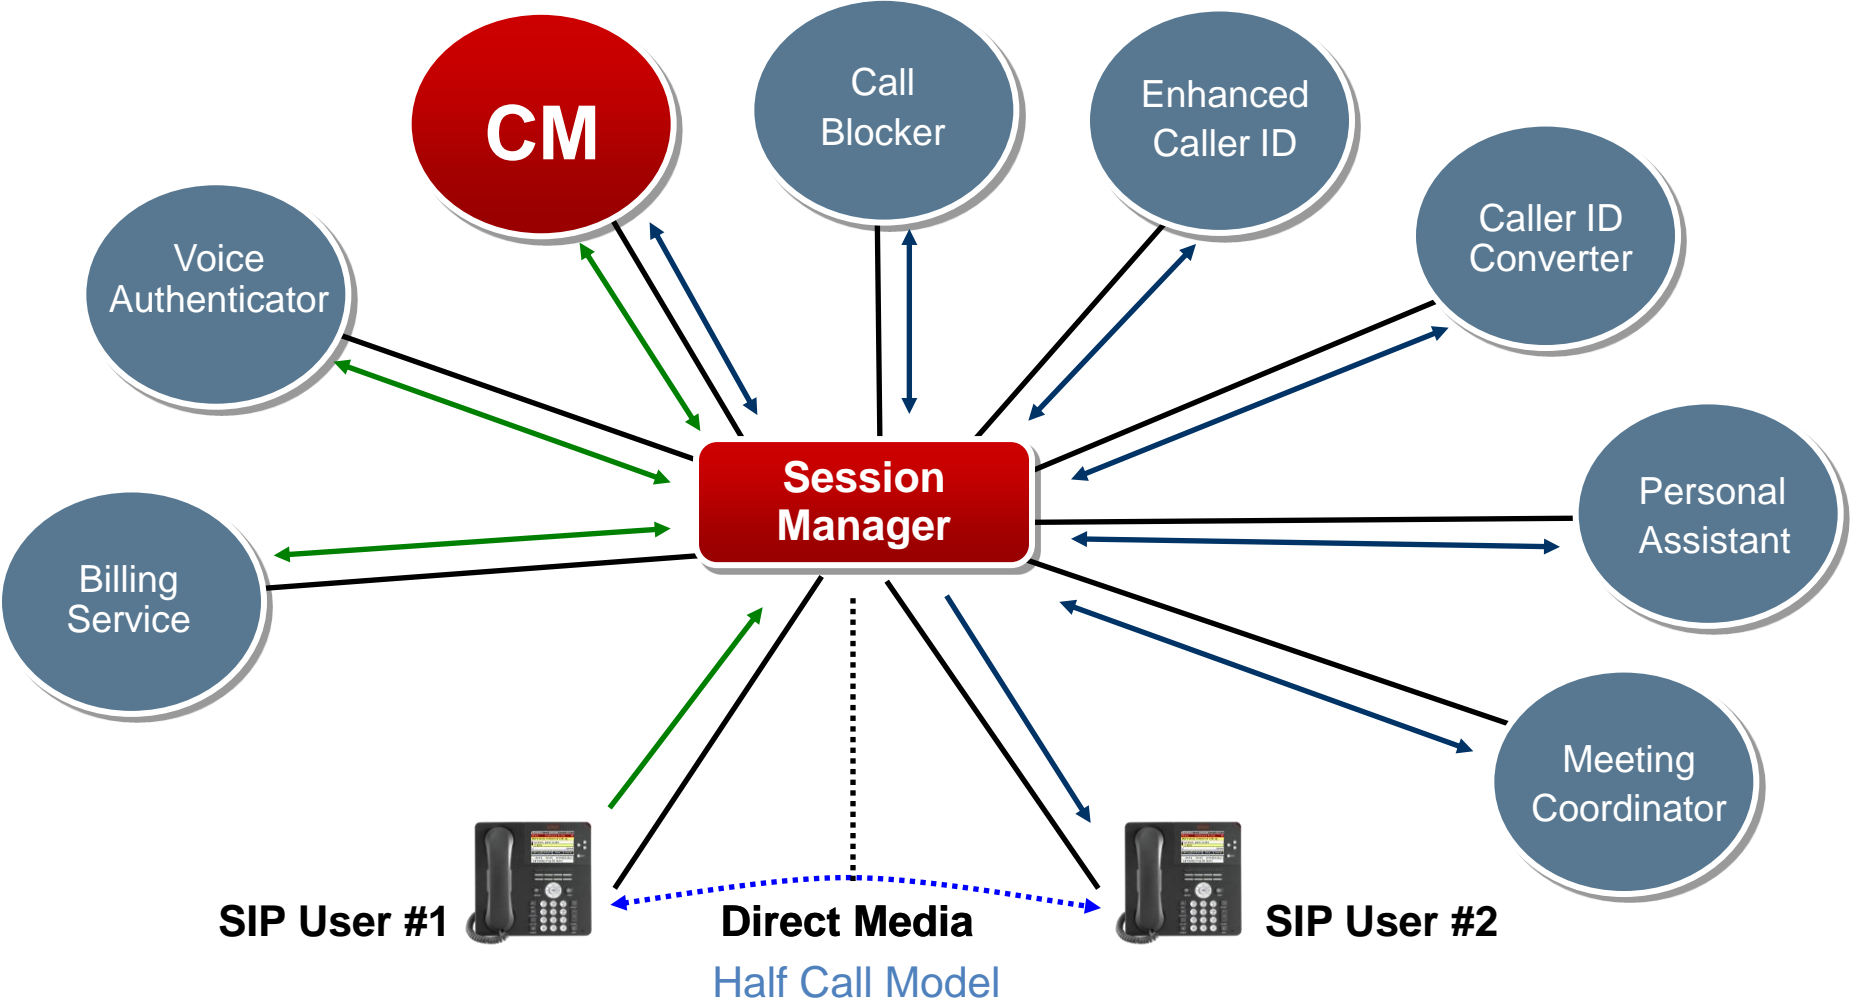 CM
Call
Blocker
Enhanced
Caller ID
Caller ID
Converter
Voice
Authenticator
Session
Manager
Personal
Assistant
Billing
Service
Meeting
Coordinator
SIP User #1
Direct Media
SIP User #2
Half Call Model